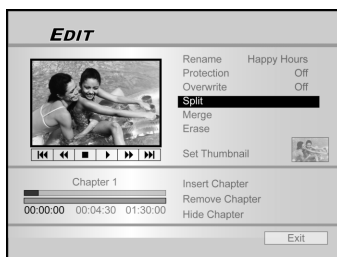 EDIT
Rename Happy Hours
Protection Off
Overwrite Off
Split
Merge
Erase
Set Thumbnail
Chapter 1
00:00:00 00:04:30 01:30:00
Insert Chapter
Remove Chapter
Hide Chapter
Exit